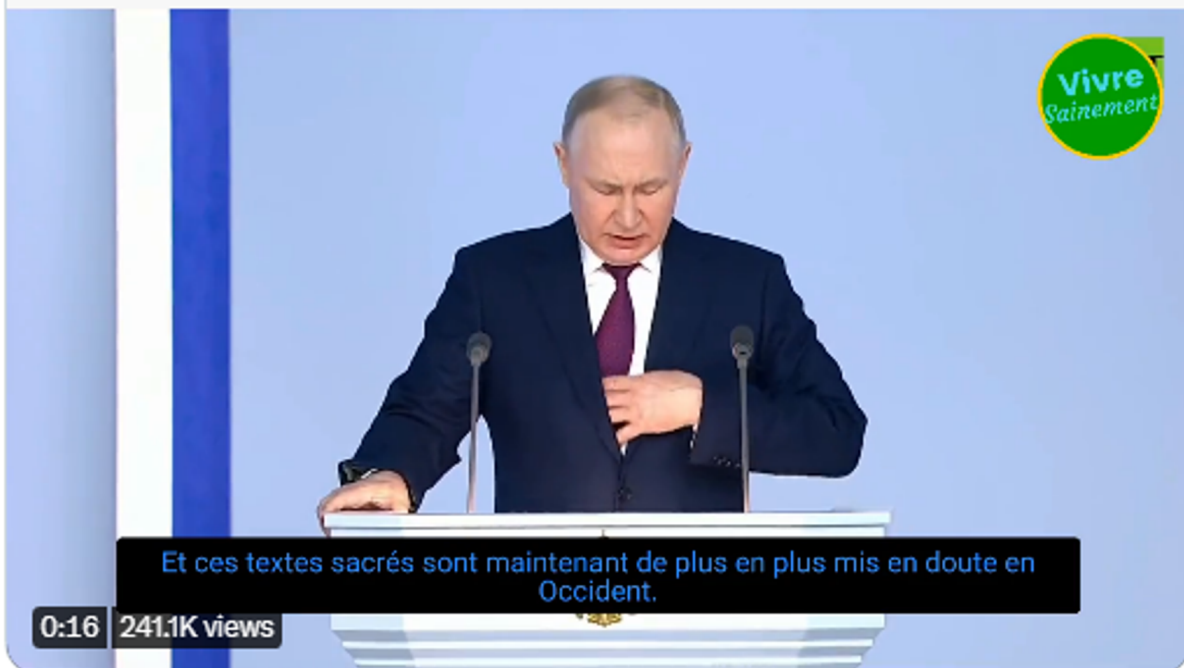 Vivre
Sainement
Et ces textes sacrés sont maintenant de plus en plus mis en doute en
Occident.
0:16
241.1K views